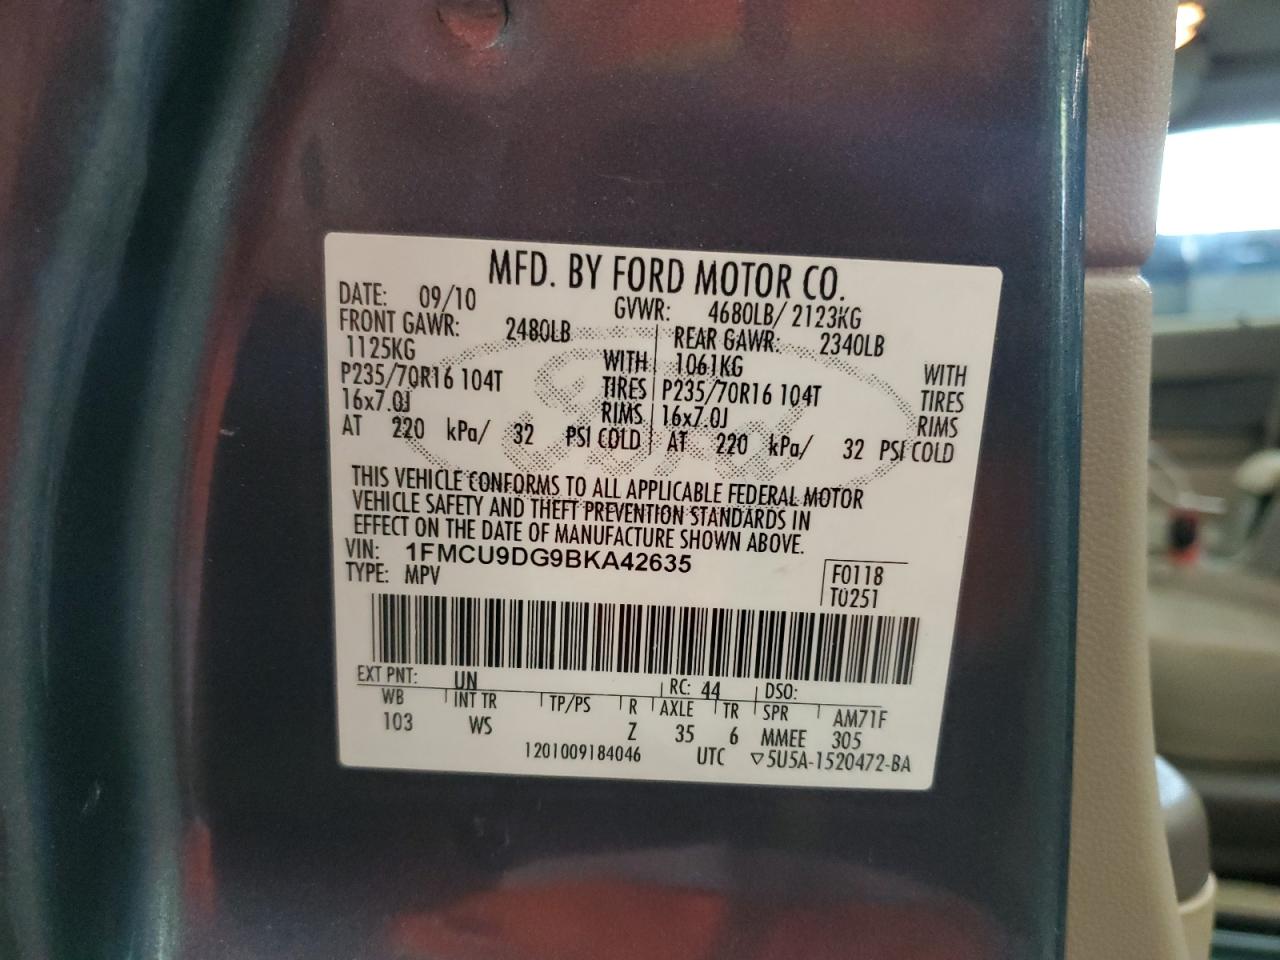 MFD. BY FORD MOTOR CO.
DATE: 09/10 GVWR: 4680LB/ 2123KG
FRONT GAWR: 2480LB REAR GAWR: 2340LB
1125KG WITH 1061KG WITH
P235/70R16 104T TIRES P235/70R16 104T TIRES
16x7.0J RIMS 16x7.0J RIMS
AT 220 kPa/ 32 PSI COLD AT 220 kPa/ 32 PSI COLD
Ford
THIS VEHICLE CONFORMS TO ALL APPLICABLE FEDERAL MOTOR
VEHICLE SAFETY AND THEFT PREVENTION STANDARDS IN
EFFECT ON THE DATE OF MANUFACTURE SHOWN ABOVE.
VIN: 1FMCU9DG9BKA42635 F0118
TYPE: MPV T0251
EXT PNT: UN RC: 44 DSO:
WB INT TR TP/PS R AXLE TR SPR AM71F
103 WS Z 35 6 MMEE 305
1201009184046 UTC ▽5U5A-1520472-BA